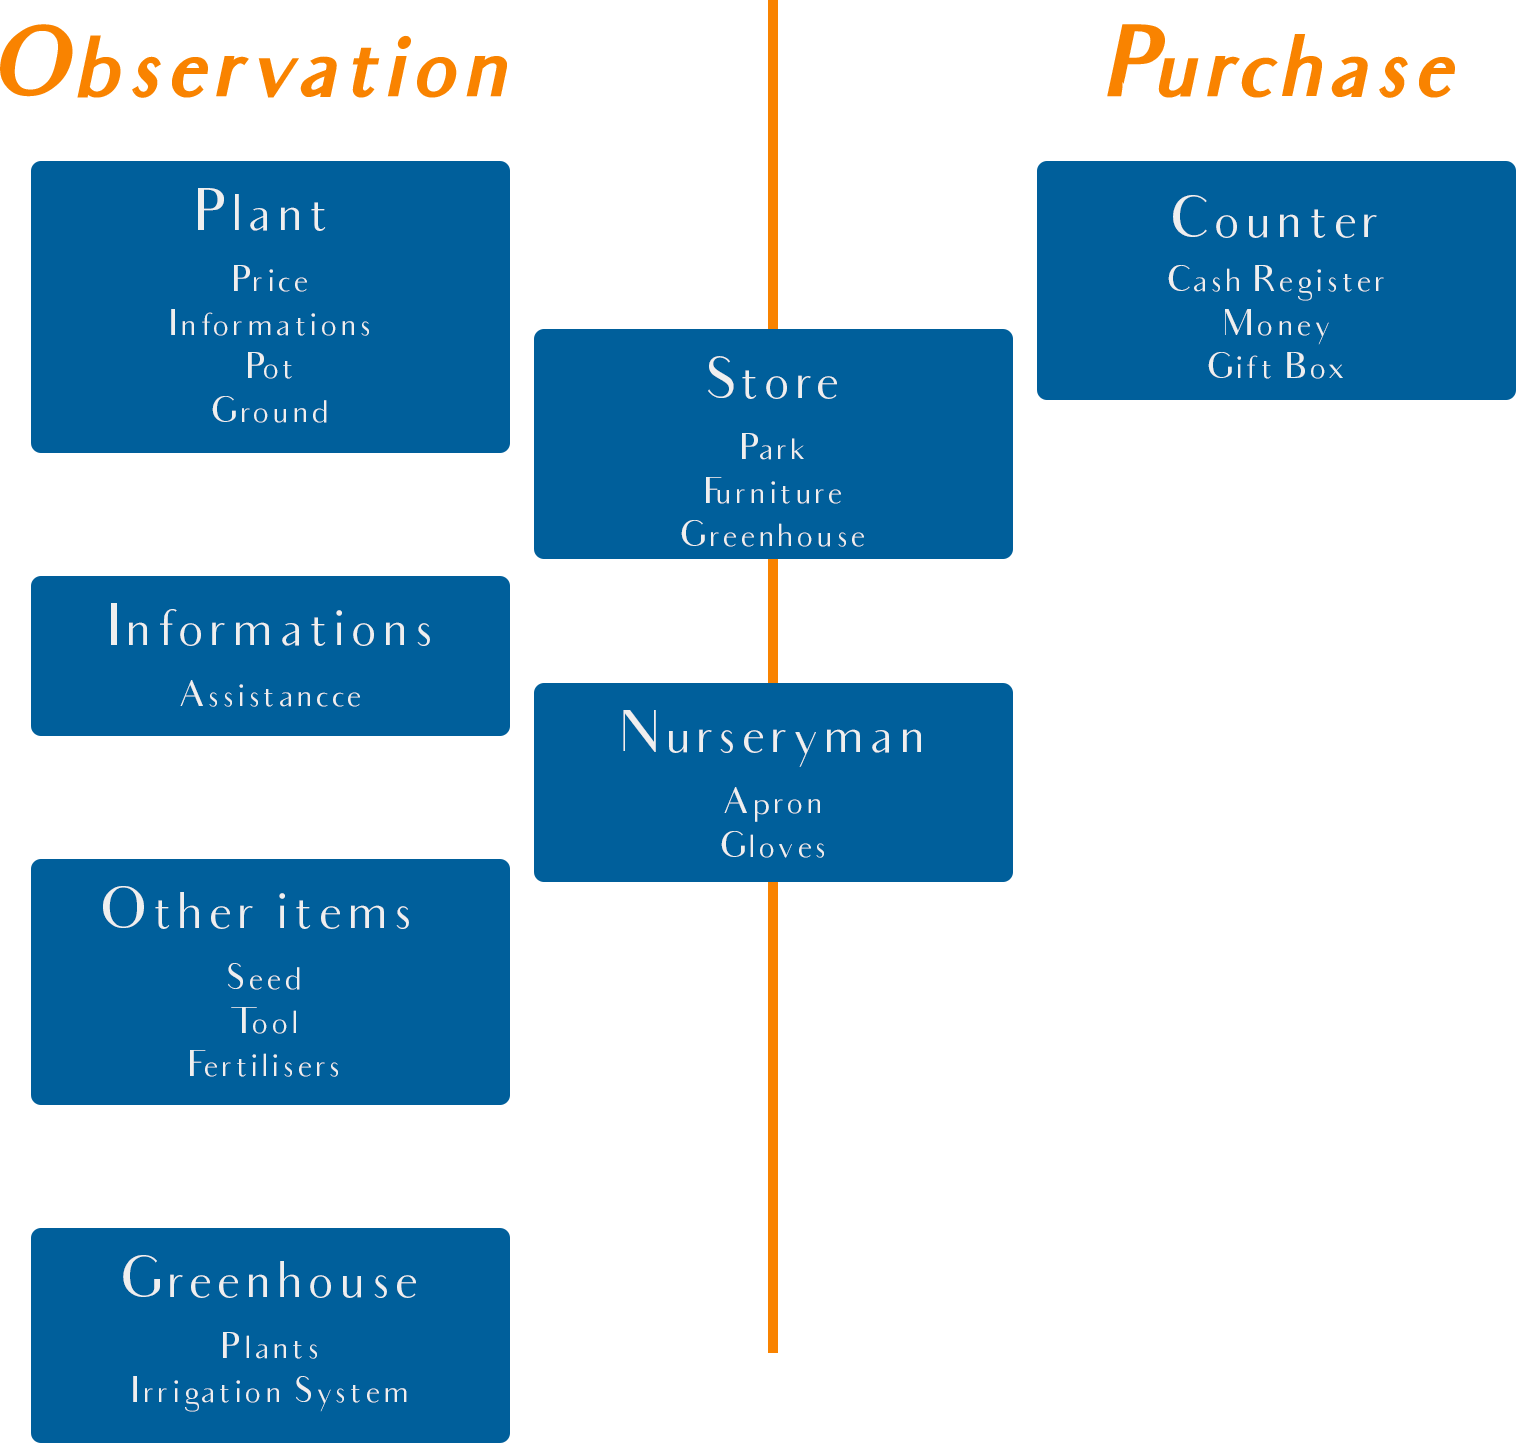 Observation
Purchase
Plant
Price
Informations
Pot
Ground
Informations
Assistancce
Other items
Seed
Tool
Fertilisers
Greenhouse
Plants
Irrigation System
Store
Park
Furniture
Greenhouse
Nurseryman
Apron
Gloves
Counter
Cash Register
Money
Gift Box